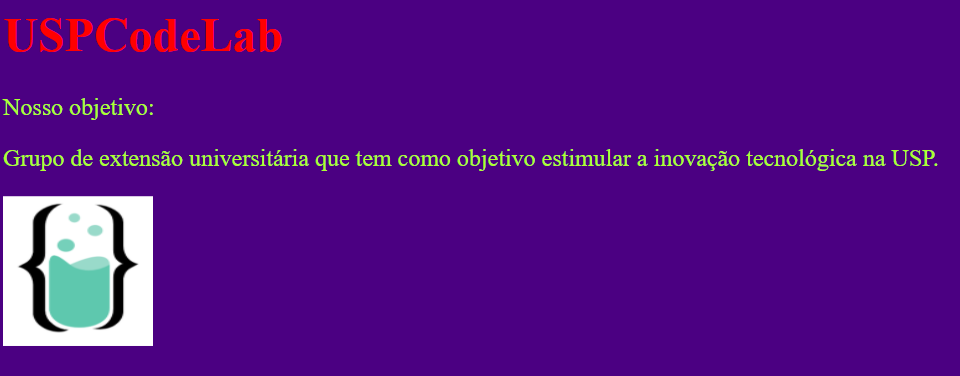 USPCodeLab
Nosso objetivo:
Grupo de extensão universitária que tem como objetivo estimular a inovação tecnológica na USP.